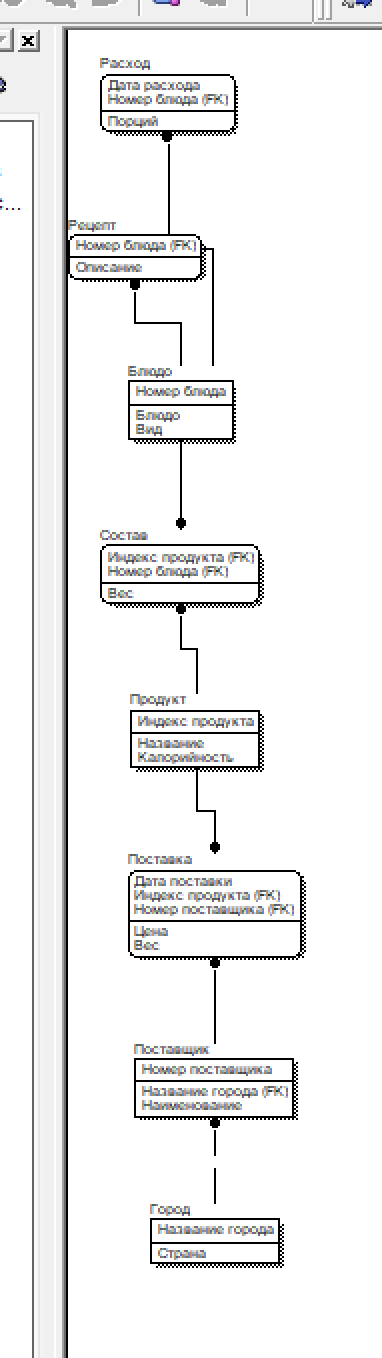 Расход
Дата расхода
Номер блюда (FK)
Порций
Рецепт
Номер блюда (FK)
Описание
Блюдо
Номер блюда
Блюдо
Вид
Состав
Индекс продукта (FK)
Номер блюда (FK)
Вес
Продукт
Индекс продукта
Название
Калорийность
Поставка
Дата поставки
Индекс продукта (FK)
Номер поставщика (FK)
Цена
Вес
Поставщик
Номер поставщика
Название города (FK)
Наименование
Город
Название города
Страна